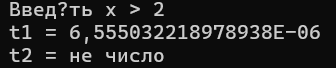 Введ?ть x > 2
t1 = 6,555032218978938E-06
t2 = не число